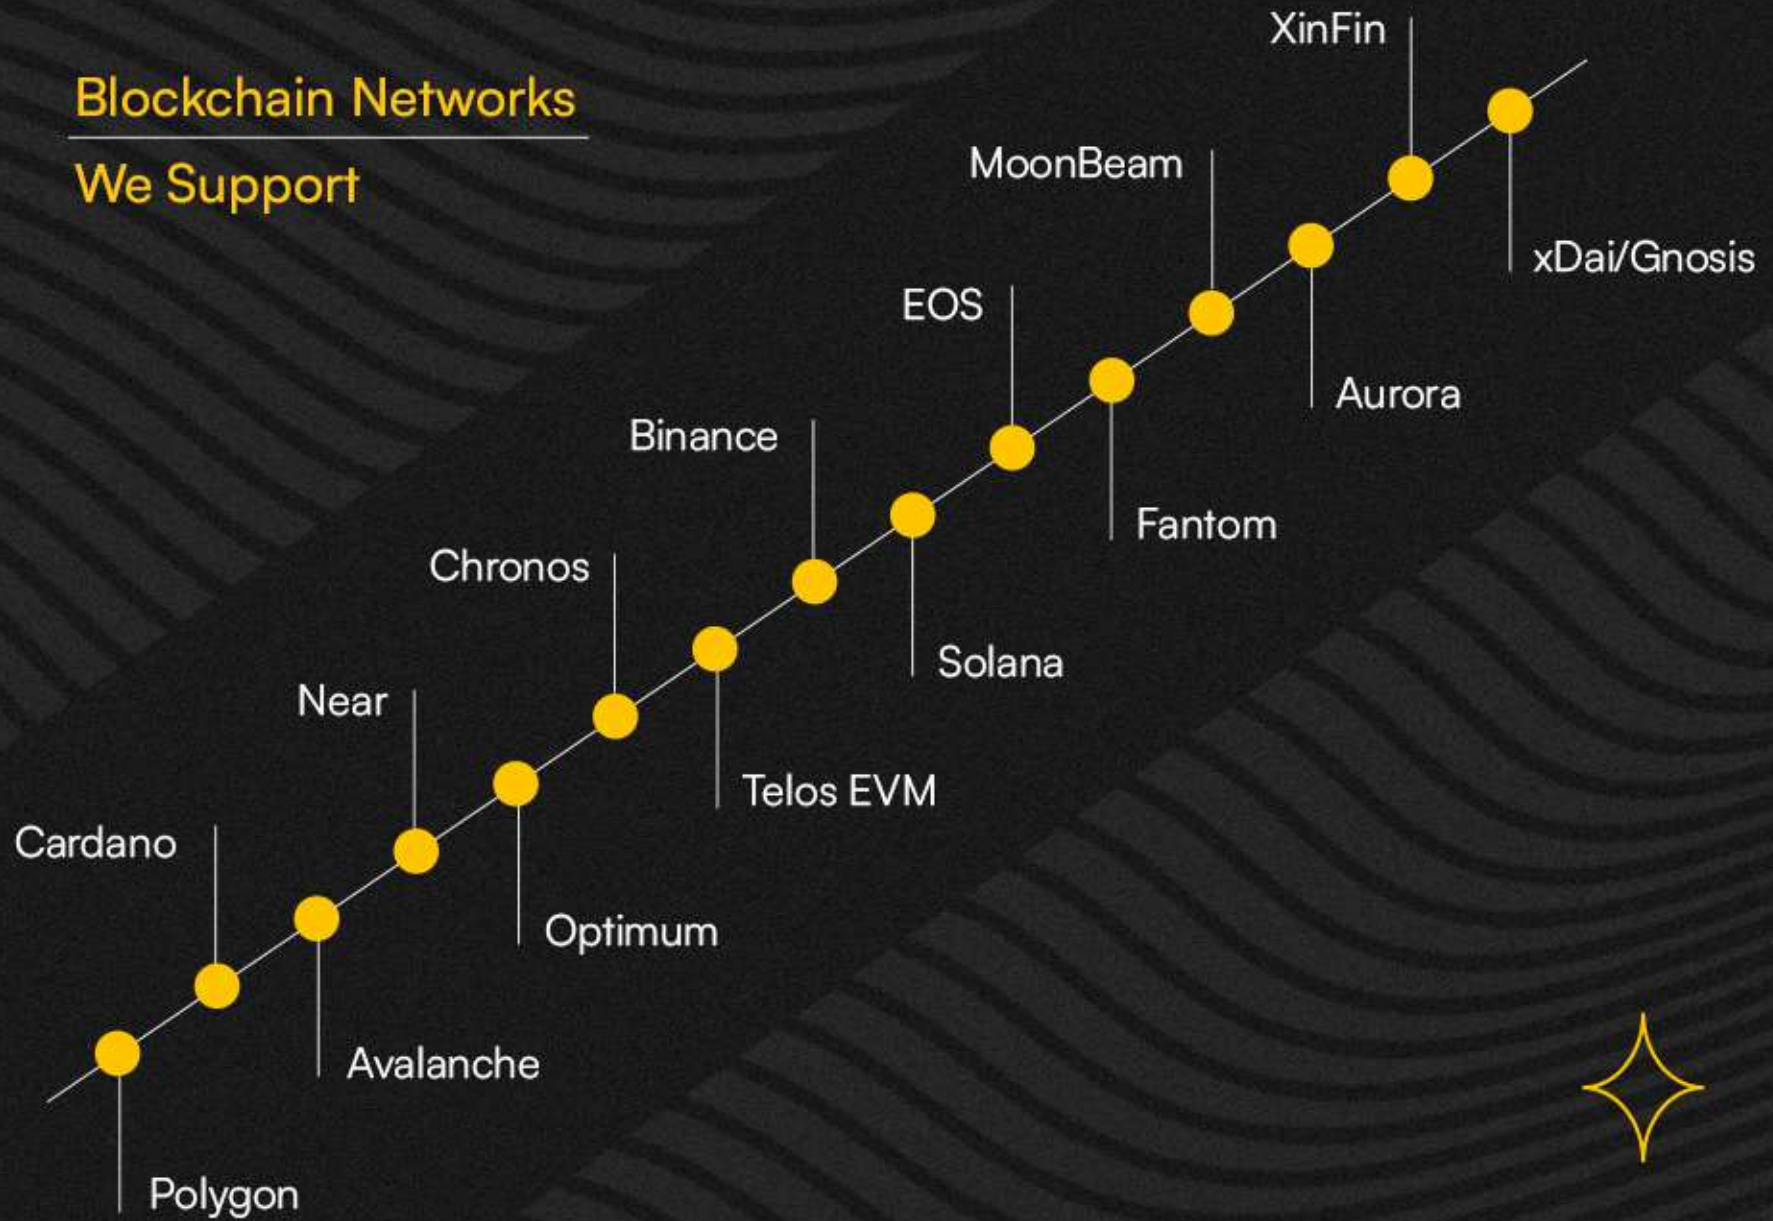 Blockchain Networks
We Support
XinFin
MoonBeam
xDai/Gnosis
EOS
Aurora
Binance
Fantom
Chronos
Solana
Near
Telos EVM
Cardano
Optimum
Avalanche
Polygon